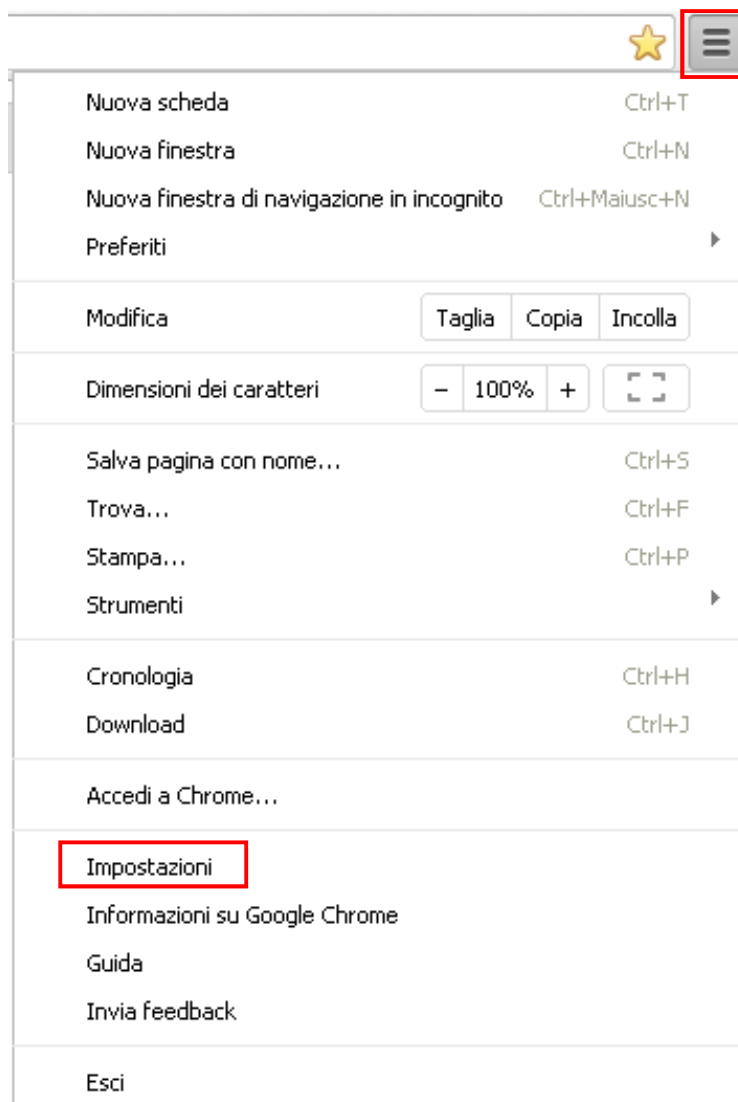 Nuova scheda Ctrl+T
Nuova finestra Ctrl+N
Nuova finestra di navigazione in incognito Ctrl+Maiusc+N
Preferiti
Modifica Taglia Copia Incolla
Dimensioni dei caratteri − 100% +
Salva pagina con nome... Ctrl+S
Trova... Ctrl+F
Stampa... Ctrl+P
Strumenti
Cronologia Ctrl+H
Download Ctrl+J
Accedi a Chrome...
Impostazioni
Informazioni su Google Chrome
Guida
Invia feedback
Esci